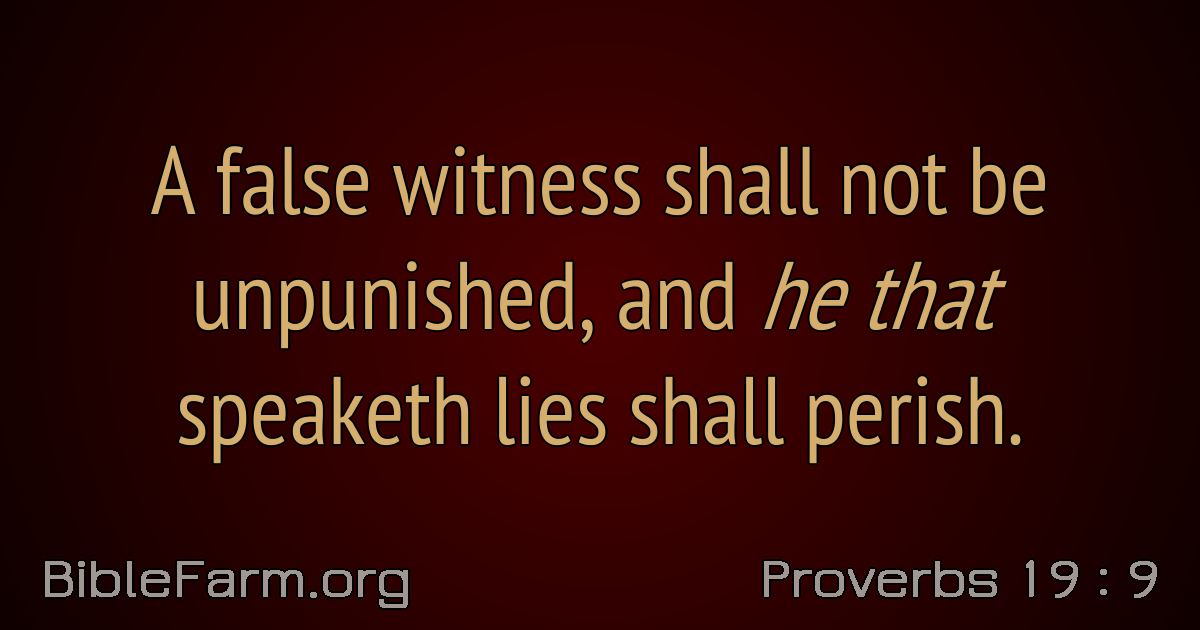 A false witness shall not be
unpunished, and he that
speaketh lies shall perish.
BibleFarm.org
Proverbs 19 : 9